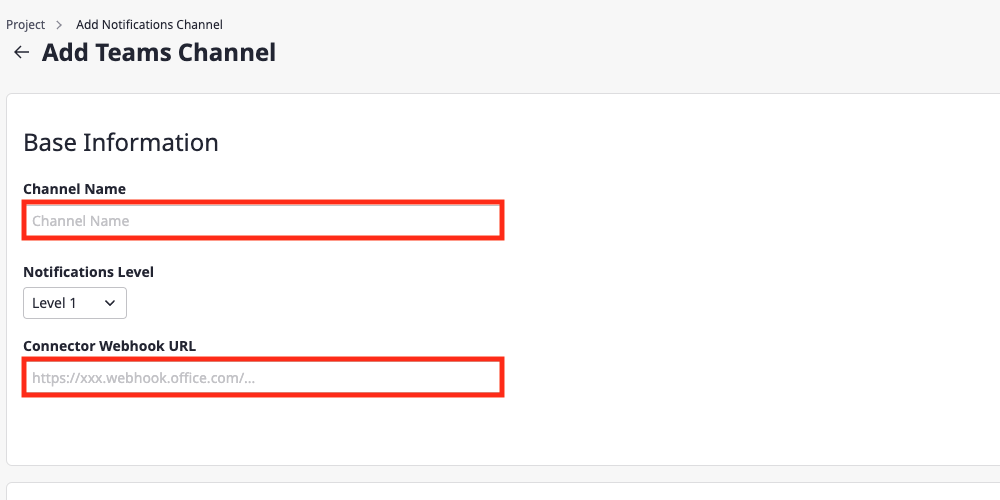 Project > Add Notifications Channel
← Add Teams Channel
Base Information
Channel Name
Channel Name
Notifications Level
Level 1
Connector Webhook URL
https://xxx.webhook.office.com/...